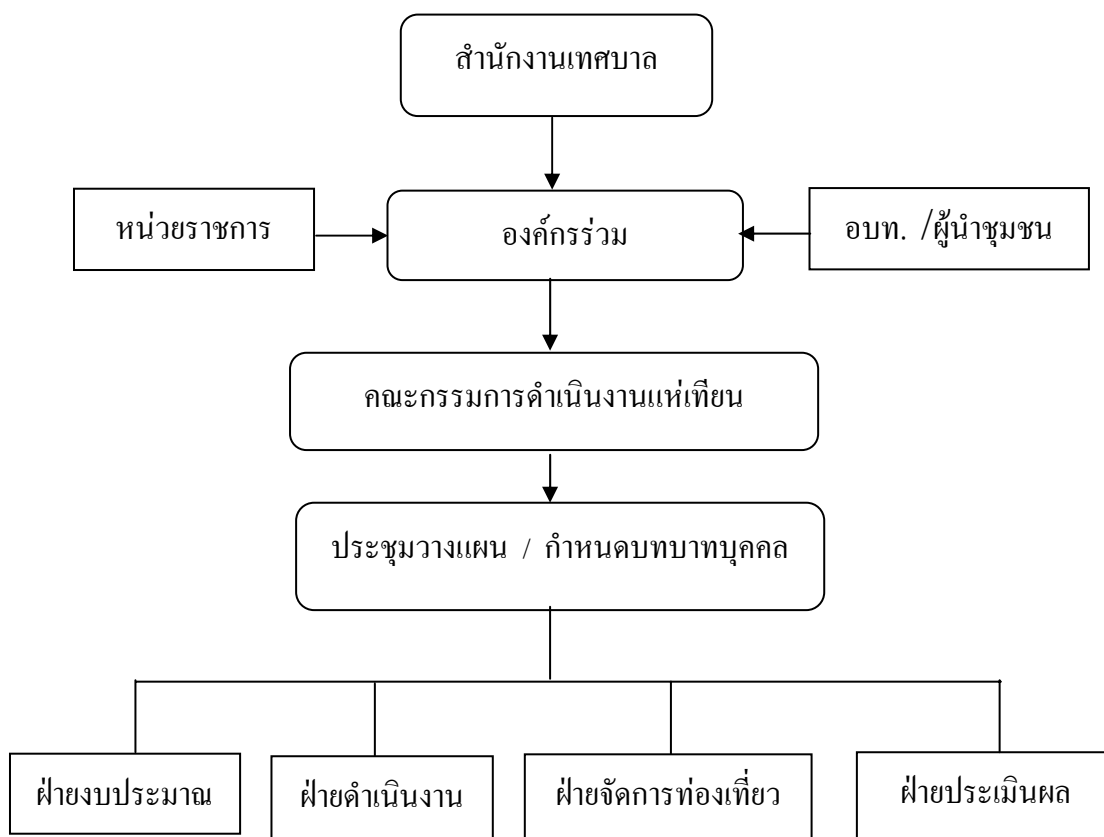 สำนักงานเทศบาล
หน่วยราชการ
องค์กรร่วม
อบท. /ผู้นำชุมชน
คณะกรรมการดำเนินงานแห่เทียน
ประชุมวางแผน / กำหนดบทบาทบุคคล
ฝ่ายงบประมาณ
ฝ่ายดำเนินงาน
ฝ่ายจัดการท่องเที่ยว
ฝ่ายประเมินผล